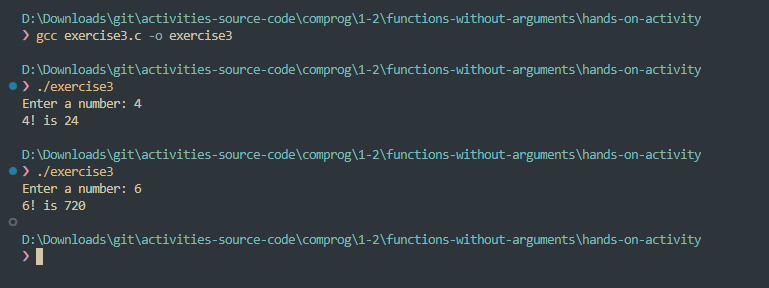 D:\Downloads\git\activities-source-code\comprog\1-2\functions-without-arguments\hands-on-activity
❯ gcc exercise3.c -o exercise3
D:\Downloads\git\activities-source-code\comprog\1-2\functions-without-arguments\hands-on-activity
❯ ./exercise3
Enter a number: 4
4! is 24
D:\Downloads\git\activities-source-code\comprog\1-2\functions-without-arguments\hands-on-activity
❯ ./exercise3
Enter a number: 6
6! is 720
D:\Downloads\git\activities-source-code\comprog\1-2\functions-without-arguments\hands-on-activity
❯